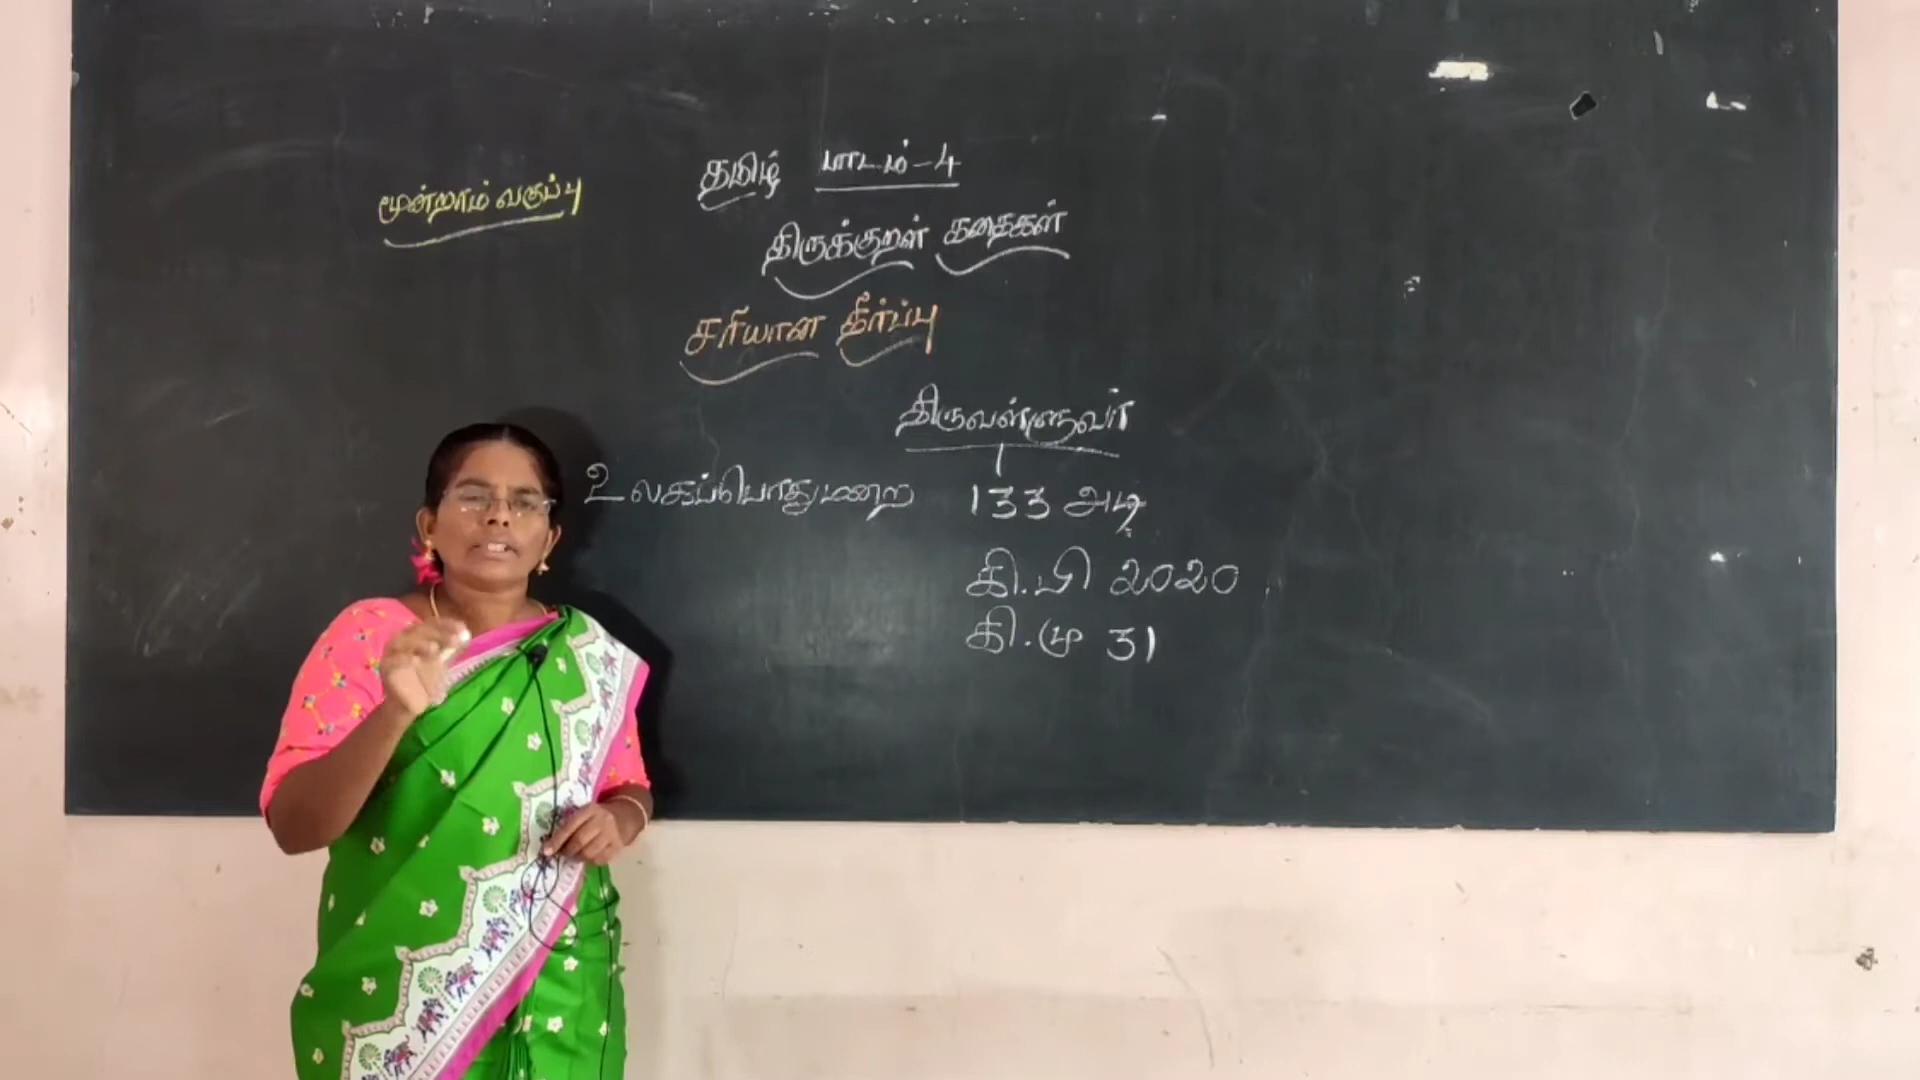 மூன்றாம் வகுப்பு
தமிழ் பாடம் - 4
திருக்குறள் கதைகள்
சரியான தீர்ப்பு
திருவள்ளுவர்
உலகப்பொதுமறை 133 அடி
கி.பி 2020
கி.மு 31